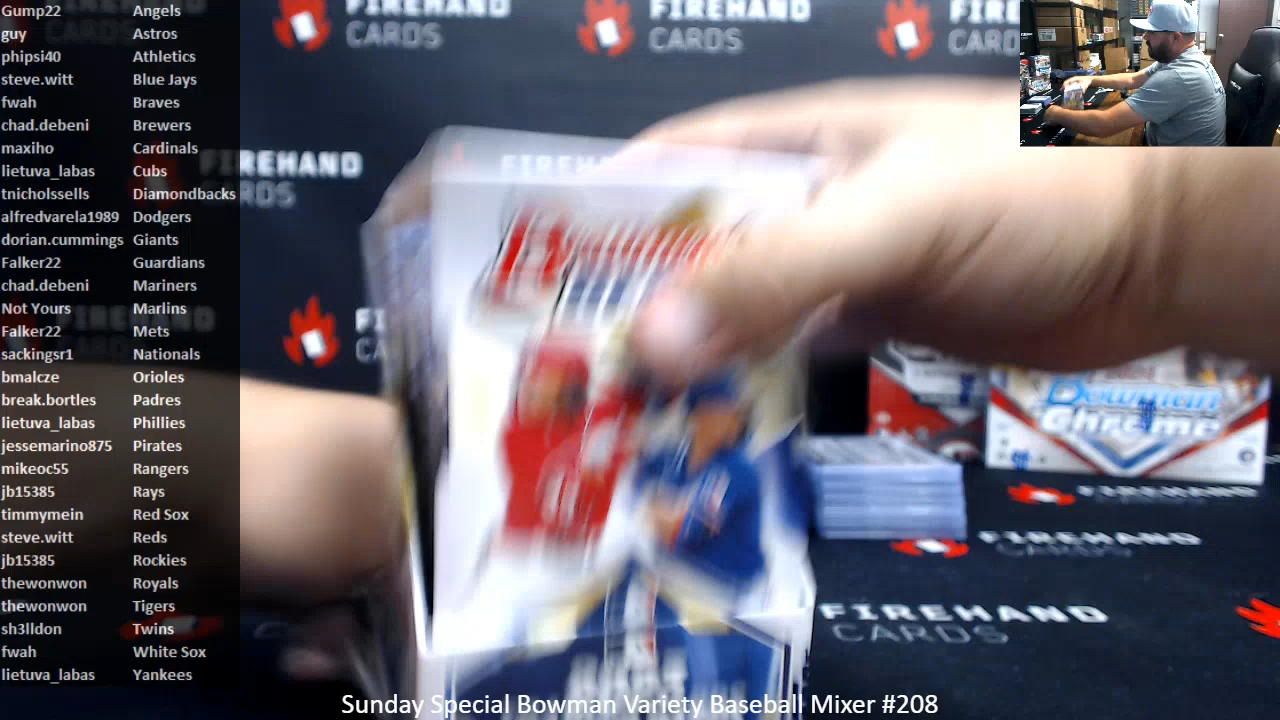 Gump22 Angels
guy Astros
phipsi40 Athletics
steve.witt Blue Jays
fwah Braves
chad.debeni Brewers
maxiho Cardinals
lietuva_labas Cubs
tnicholssells Diamondbacks
alfredvarela1989 Dodgers
dorian.cummings Giants
Falker22 Guardians
chad.debeni Mariners
Not Yours Marlins
Falker22 Mets
sackingsr1 Nationals
bmalcze Orioles
break.bortles Padres
lietuva_labas Phillies
jessemarino875 Pirates
mikeoc55 Rangers
jb15385 Rays
timmymein Red Sox
steve.witt Reds
jb15385 Rockies
thewonwon Royals
thewonwon Tigers
sh3lldon Twins
fwah White Sox
lietuva_labas Yankees
FIREHAND
CARDS
FIREHAND
CARDS
FIREHAND
CARDS
FIREHAND
Bowman
Chrome
FIREHAND
CARDS
FIREHAND
CARDS
FIREHAND
CARDS
Sunday Special Bowman Variety Baseball Mixer #208